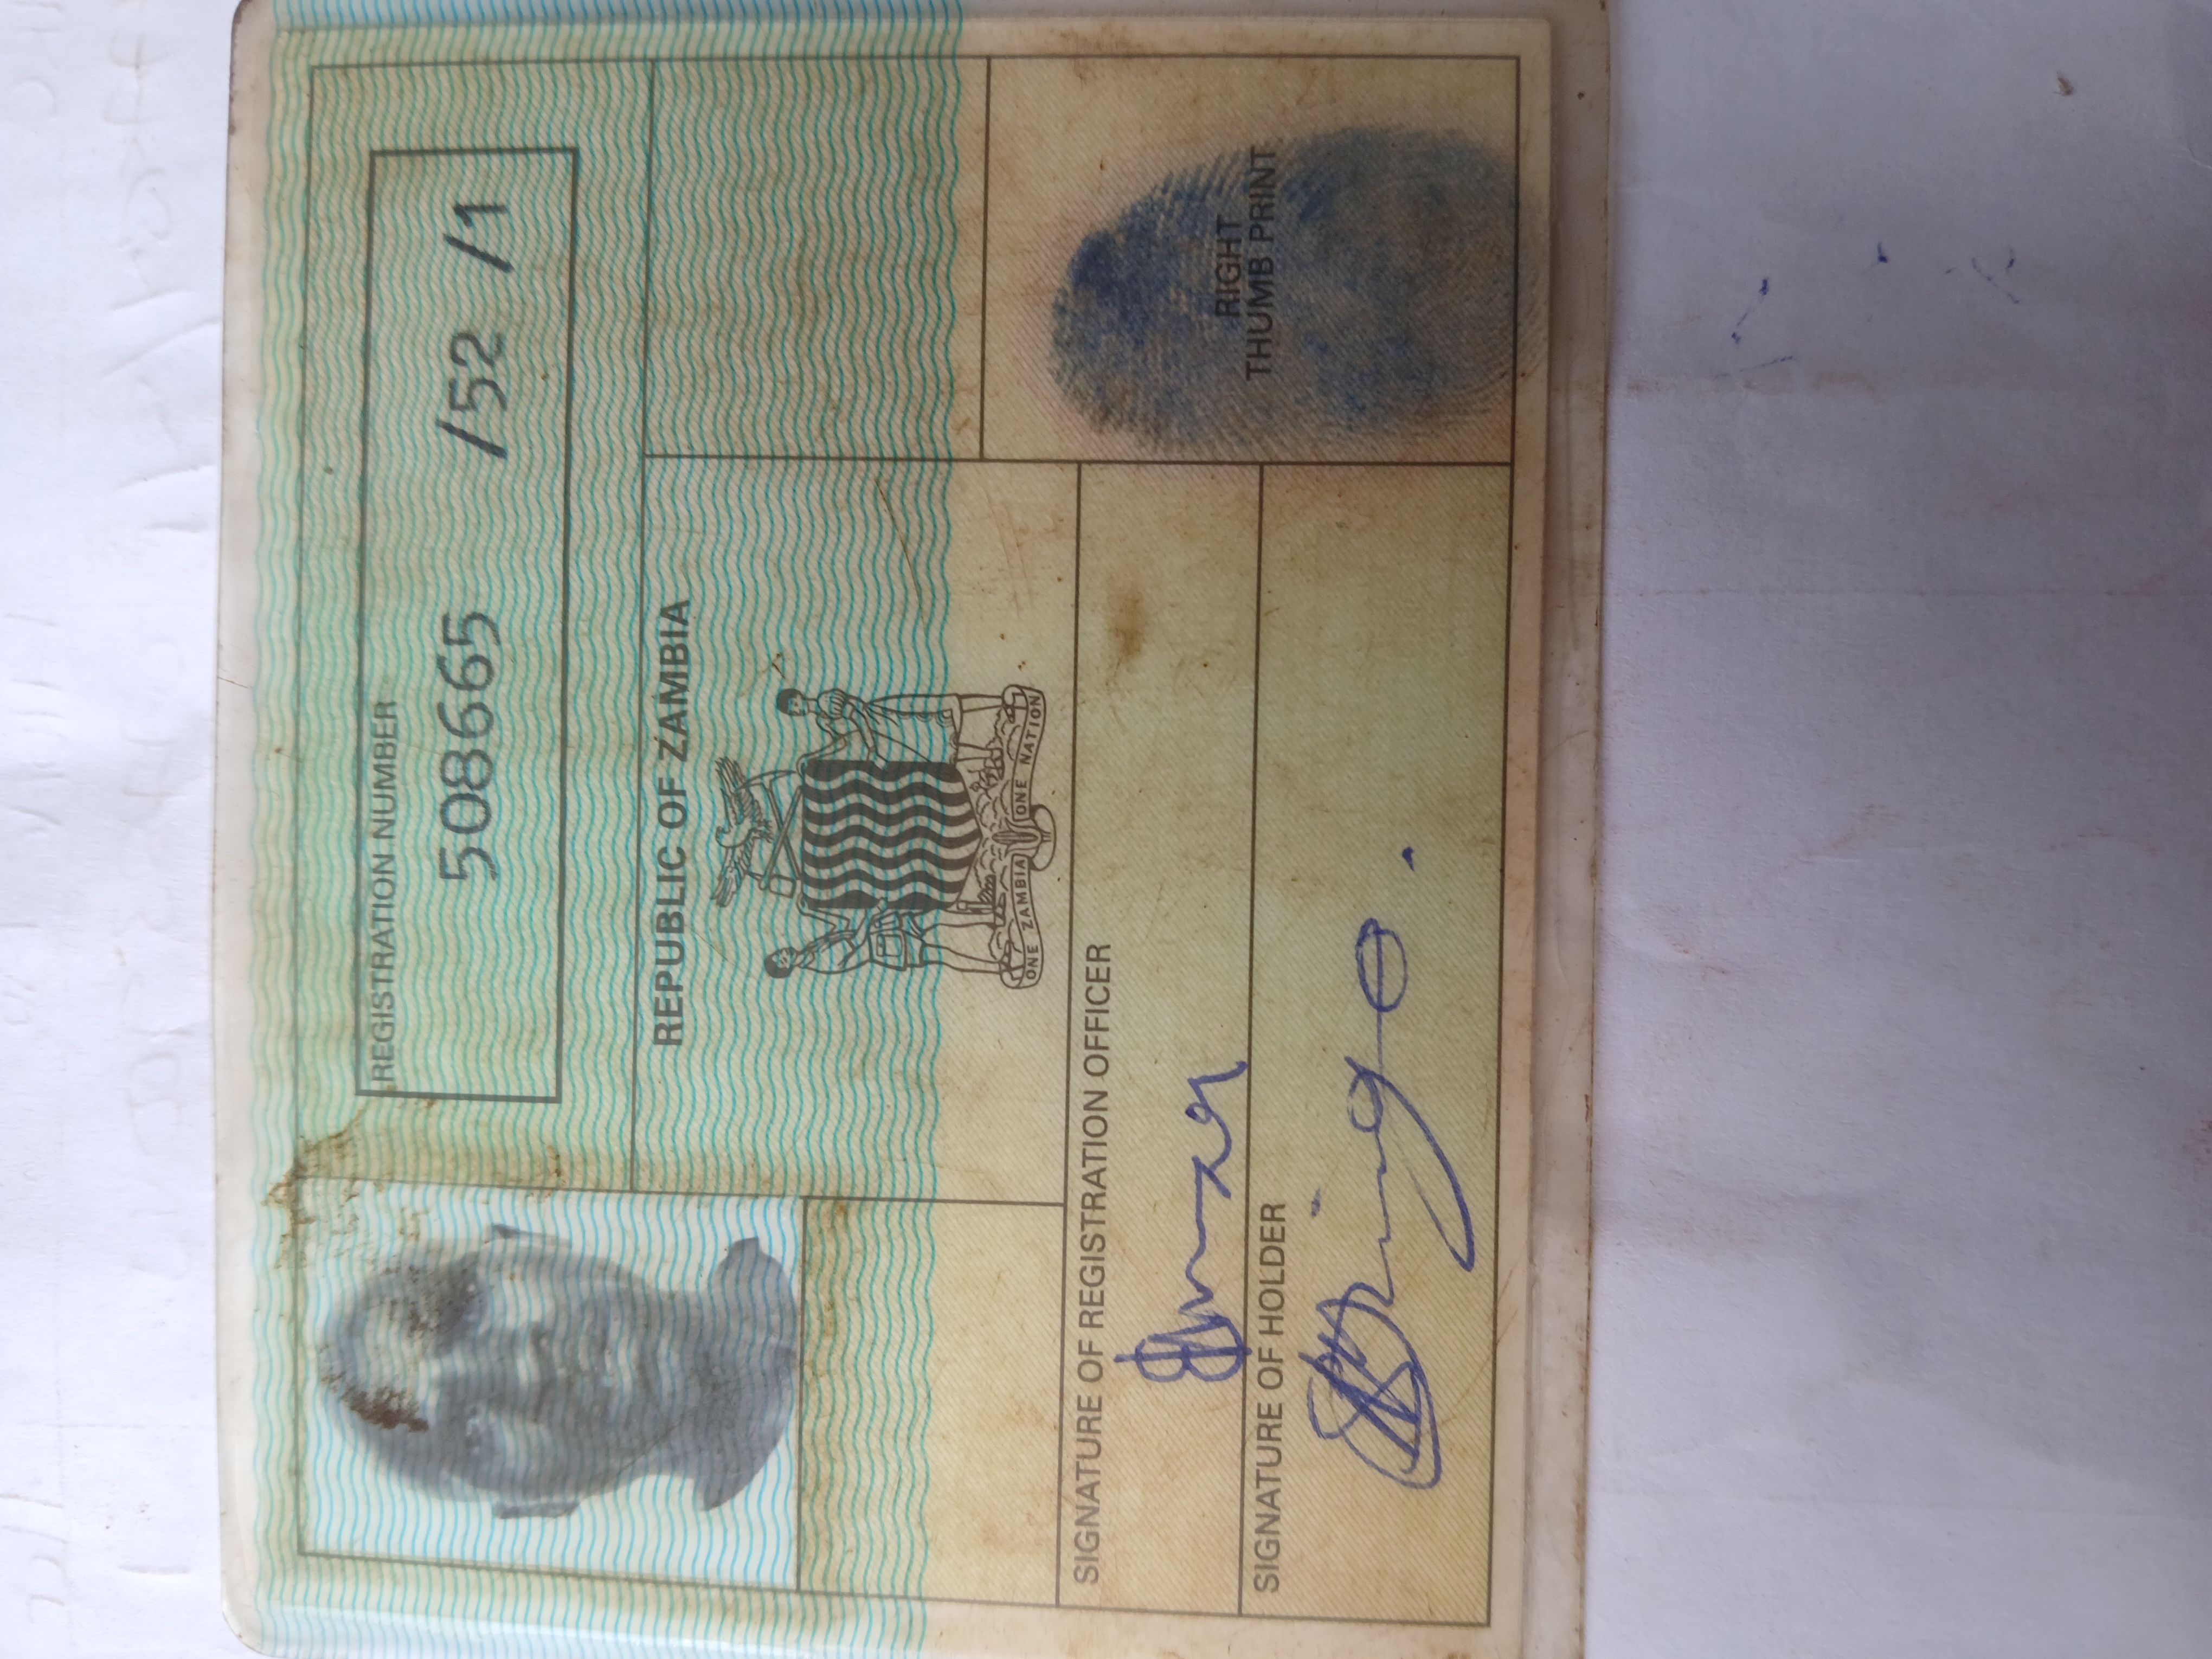 REGISTRATION NUMBER
508665 /52 /1
REPUBLIC OF ZAMBIA
ONE ZAMBIA ONE NATION
SIGNATURE OF REGISTRATION OFFICER
SIGNATURE OF HOLDER
RIGHT
THUMB PRINT